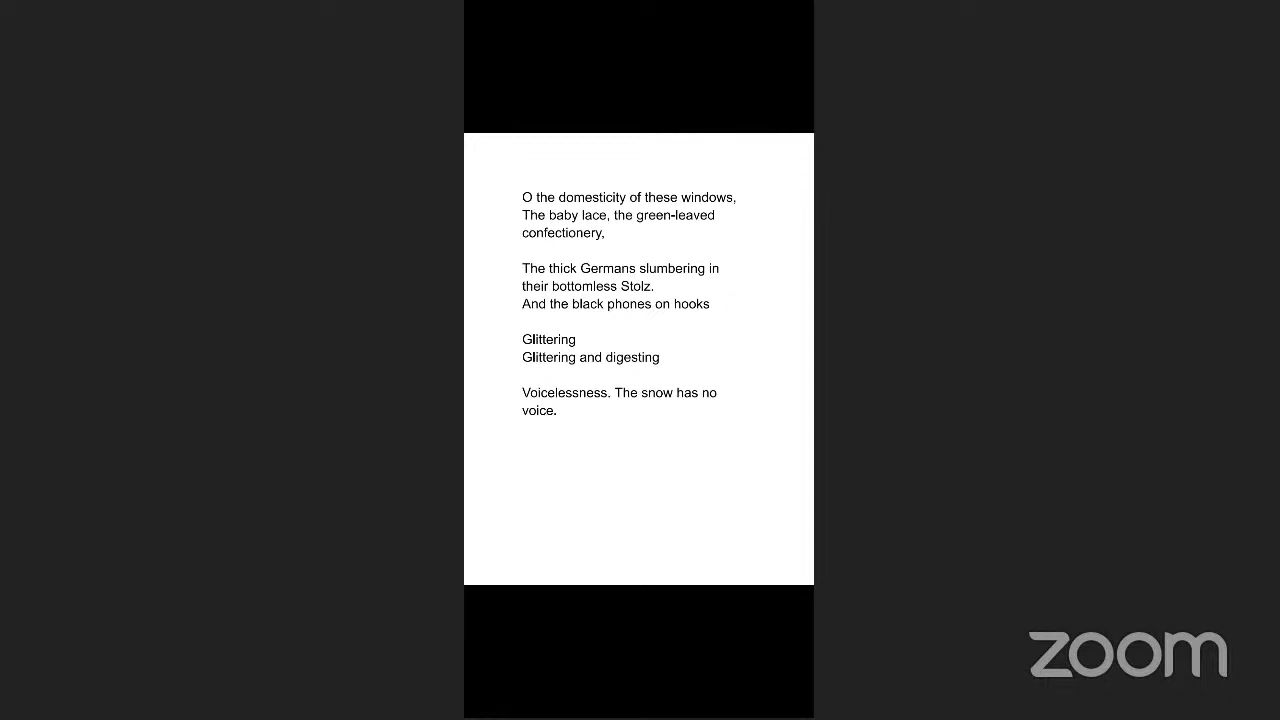 O the domesticity of these windows,
The baby lace, the green-leaved
confectionery,
The thick Germans slumbering in
their bottomless Stolz.
And the black phones on hooks
Glittering
Glittering and digesting
Voicelessness. The snow has no
voice.
zoom